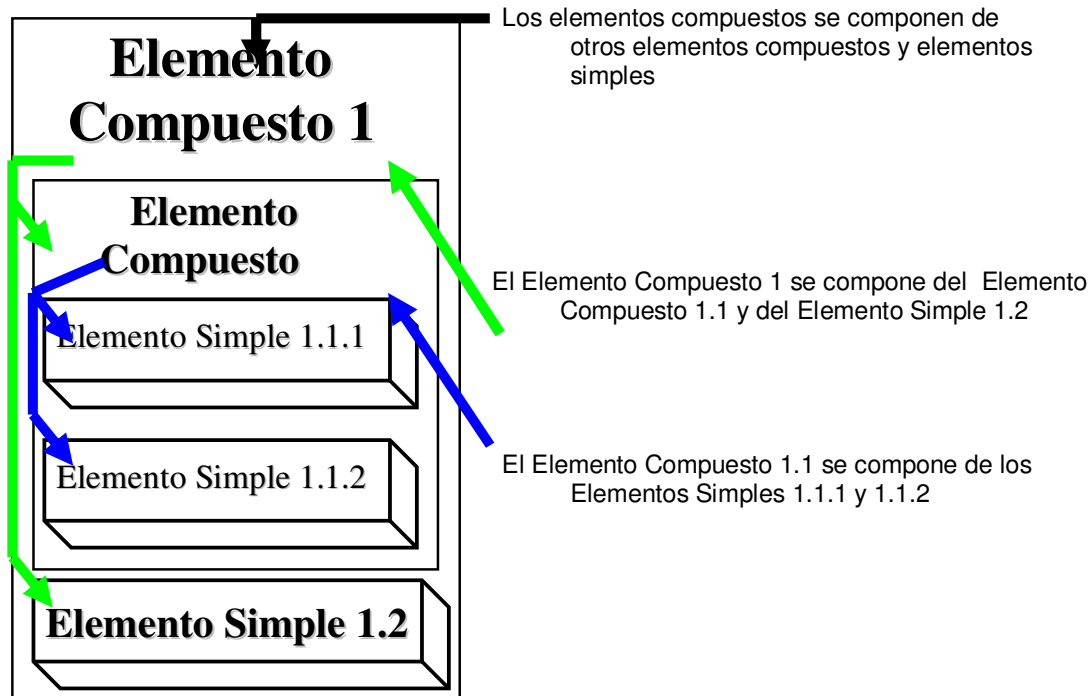 Los elementos compuestos se componen de
otros elementos compuestos y elementos
simples
Elemento
Compuesto 1
Elemento
Compuesto
El Elemento Compuesto 1 se compone del Elemento
Compuesto 1.1 y del Elemento Simple 1.2
Elemento Simple 1.1.1
Elemento Simple 1.1.2
El Elemento Compuesto 1.1 se compone de los
Elementos Simples 1.1.1 y 1.1.2
Elemento Simple 1.2